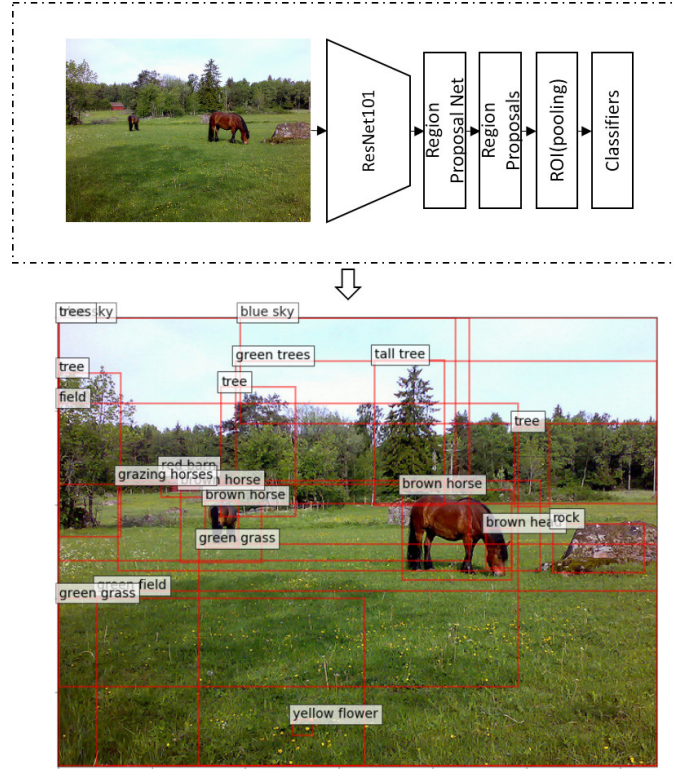 ResNet101
Region
Proposal Net
Region
Proposals
ROI(pooling)
Classifiers
trees
sky
blue sky
green trees
tall tree
tree
tree
field
tree
red barn
grazing horses
horse
brown horse
brown horse
brown head
rock
green grass
green field
green grass
yellow flower